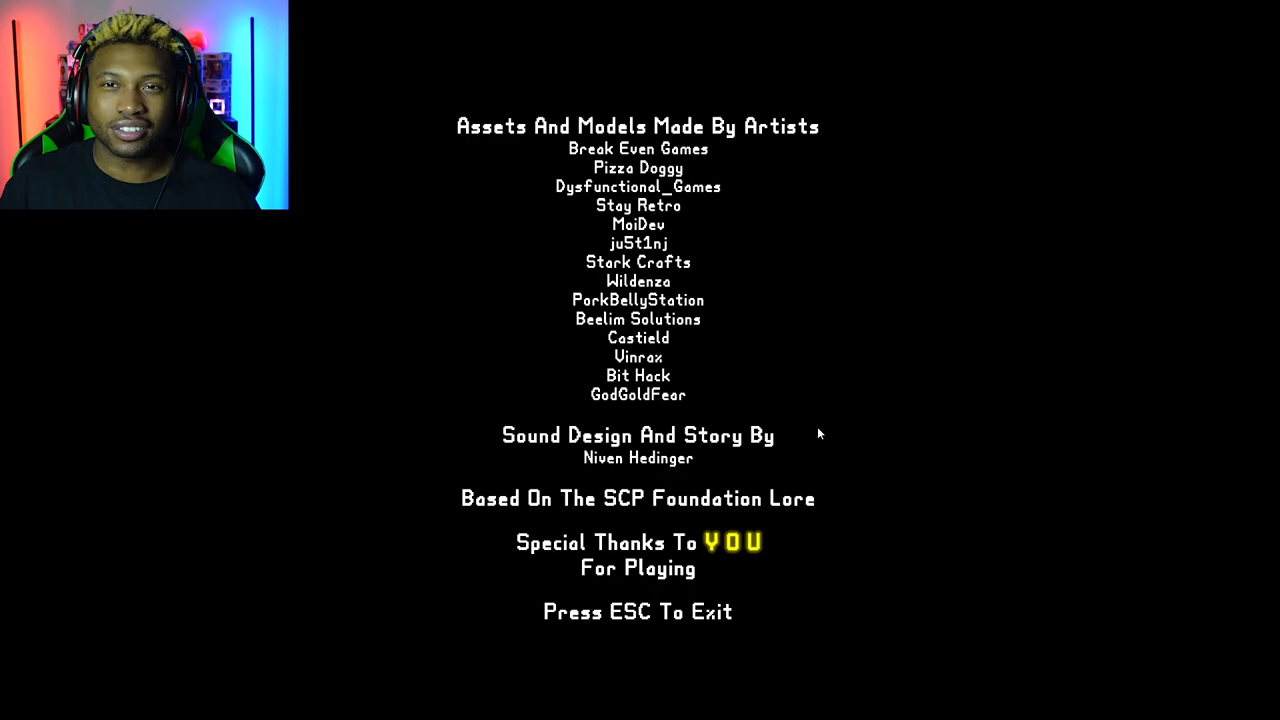 Assets And Models Made By Artists
Break Even Games
Pizza Doggy
Dysfunctional_Games
Stay Retro
MoiDev
ju5t1nj
Stark Crafts
Wildenza
PorkBellyStation
Beelim Solutions
Castield
Vinrax
Bit Hack
GodGoldFear
Sound Design And Story By
Niven Hedinger
Based On The SCP Foundation Lore
Special Thanks To YOU
For Playing
Press ESC To Exit